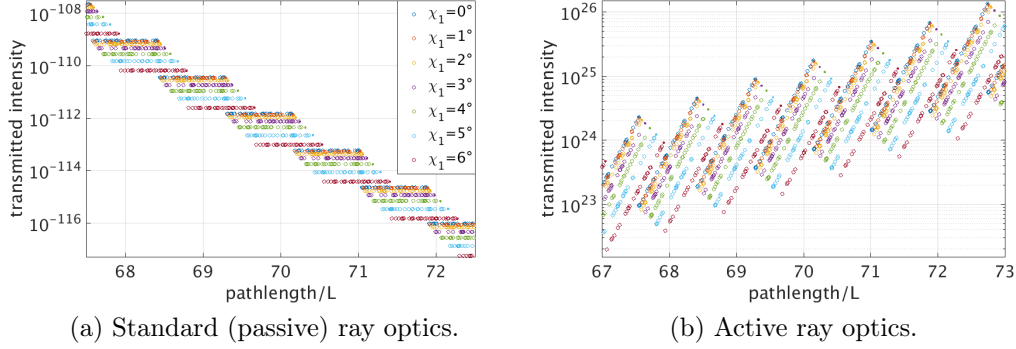 10^-108
10^-110
10^-112
10^-114
10^-116
transmitted intensity
68 69 70 71 72
pathlength/L
χ₁=0°
χ₁=1°
χ₁=2°
χ₁=3°
χ₁=4°
χ₁=5°
χ₁=6°
(a) Standard (passive) ray optics.
10^26
10^25
10^24
10^23
transmitted intensity
67 68 69 70 71 72 73
pathlength/L
(b) Active ray optics.